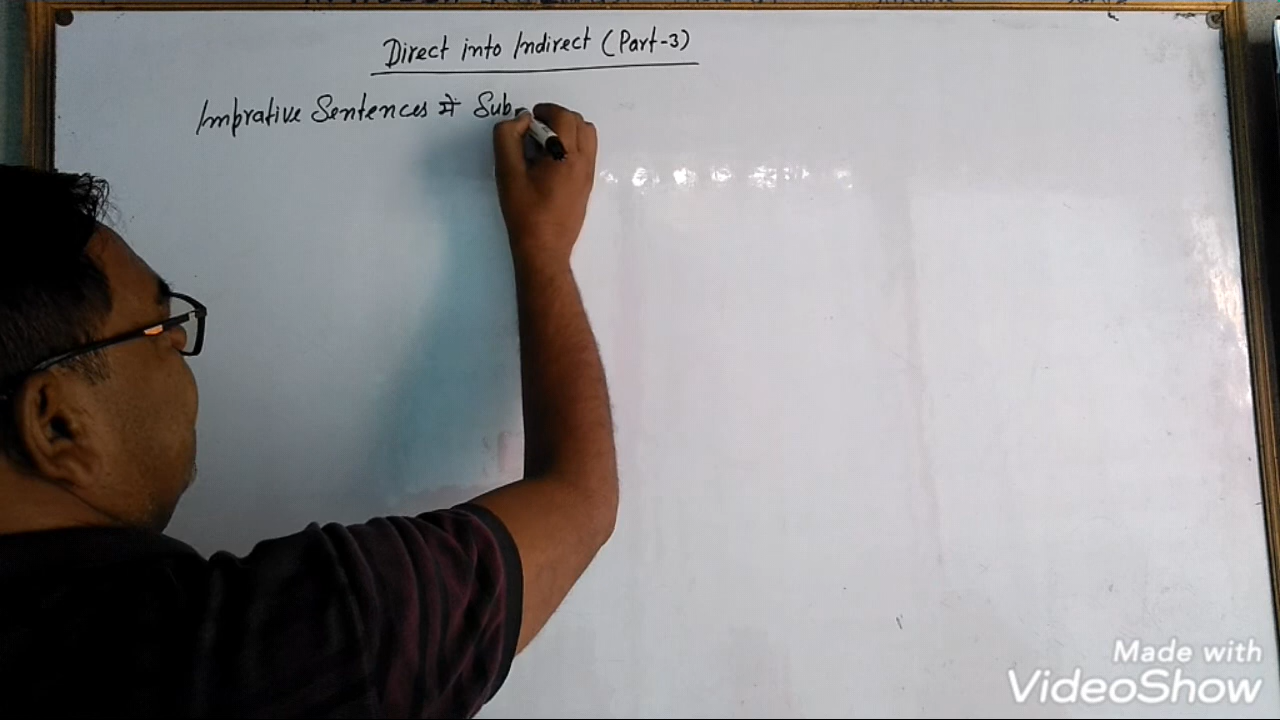 Direct into Indirect (Part-3)
Imprative Sentences में Sub
Made with
VideoShow